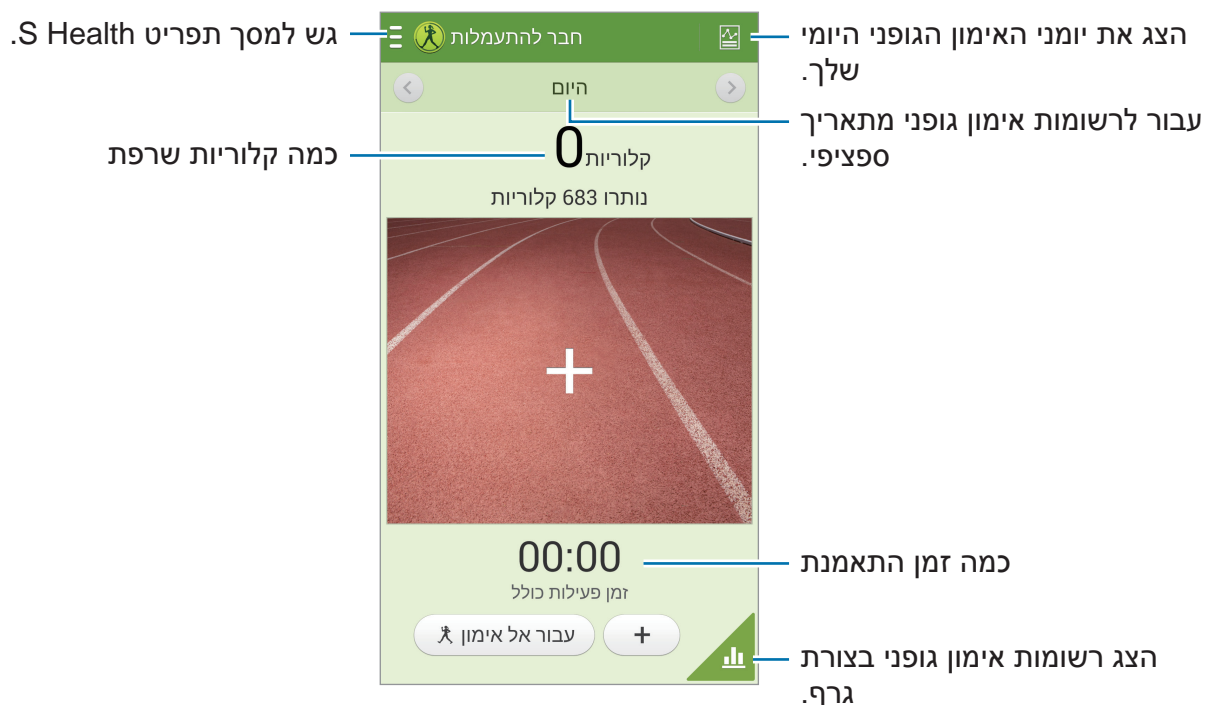 גש למסך תפריט S Health.
חבר להתעמלות
הצג את יומני האימון הגופני היומי
שלך.
היום
עבור לרשומות אימון גופני מתאריך
ספציפי.
0 קלוריות
כמה קלוריות שרפת
נותרו 683 קלוריות
00:00
כמה זמן התאמנת
זמן פעילות כולל
עבור אל אימון
+
הצג רשומות אימון גופני בצורת
גרף.